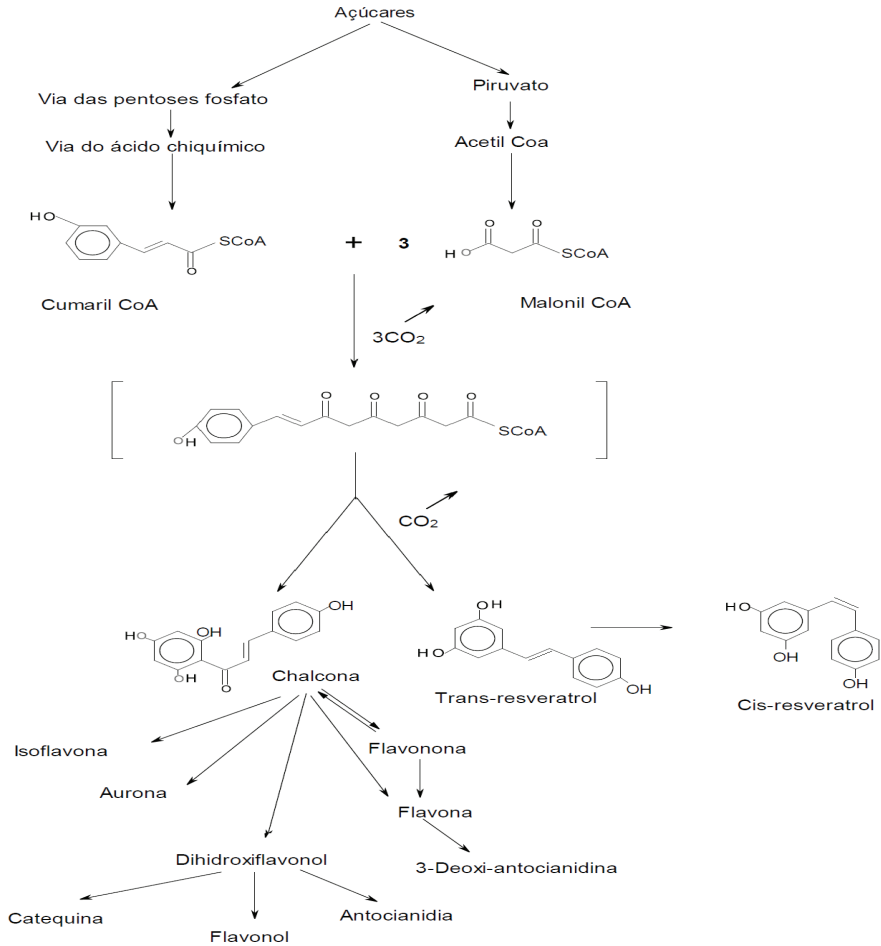 Açúcares
Via das pentoses fosfato
Piruvato
Via do ácido chiquímico
Acetil Coa
HO
SCoA
O
+ 3
O O
HO
SCoA
Cumaril CoA
Malonil CoA
3CO₂
O O O O
OH
SCoA
CO₂
HO
OH
OH
OH
O
Chalcona
OH
HO
OH
Trans-resveratrol
HO
OH
OH
Cis-resveratrol
Isoflavona
Flavonona
Aurona
Flavona
Dihidroxiflavonol
3-Deoxi-antocianidina
Catequina
Antocianidia
Flavonol